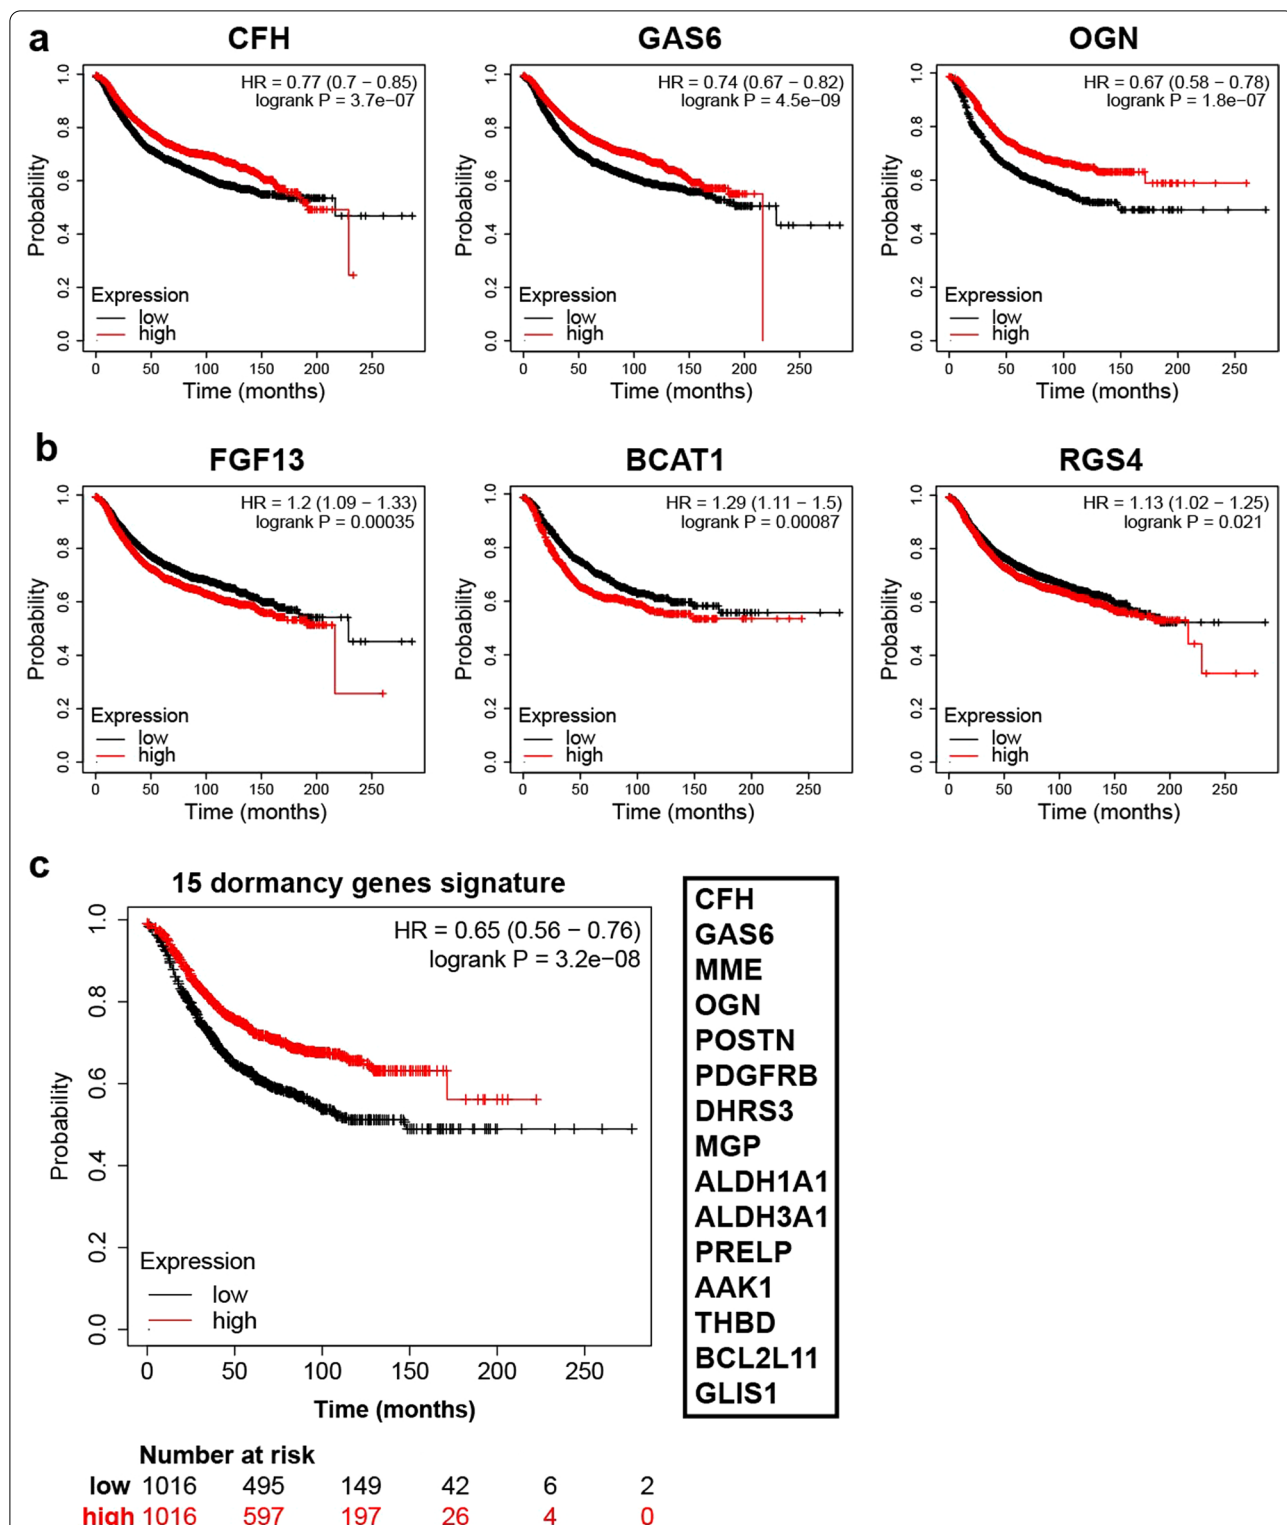 a
CFH
GAS6
OGN
HR = 0.77 (0.7 − 0.85)
logrank P = 3.7e−07
HR = 0.74 (0.67 − 0.82)
logrank P = 4.5e−09
HR = 0.67 (0.58 − 0.78)
logrank P = 1.8e−07
Probability
0.0 0.2 0.4 0.6 0.8 1.0
Expression
low
high
0 50 100 150 200 250
Time (months)
Probability
0.0 0.2 0.4 0.6 0.8 1.0
Expression
low
high
0 50 100 150 200 250
Time (months)
Probability
0.0 0.2 0.4 0.6 0.8 1.0
Expression
low
high
0 50 100 150 200 250
Time (months)
b
FGF13
BCAT1
RGS4
HR = 1.2 (1.09 − 1.33)
logrank P = 0.00035
HR = 1.29 (1.11 − 1.5)
logrank P = 0.00087
HR = 1.13 (1.02 − 1.25)
logrank P = 0.021
Probability
0.0 0.2 0.4 0.6 0.8 1.0
Expression
low
high
0 50 100 150 200 250
Time (months)
Probability
0.0 0.2 0.4 0.6 0.8 1.0
Expression
low
high
0 50 100 150 200 250
Time (months)
Probability
0.0 0.2 0.4 0.6 0.8 1.0
Expression
low
high
0 50 100 150 200 250
Time (months)
c
15 dormancy genes signature
HR = 0.65 (0.56 − 0.76)
logrank P = 3.2e−08
Probability
0.0 0.2 0.4 0.6 0.8 1.0
Expression
low
high
0 50 100 150 200 250
Time (months)
Number at risk
low 1016 495 149 42 6 2
high 1016 597 197 26 4 0
CFH
GAS6
MME
OGN
POSTN
PDGFRB
DHRS3
MGP
ALDH1A1
ALDH3A1
PRELP
AAK1
THBD
BCL2L11
GLIS1